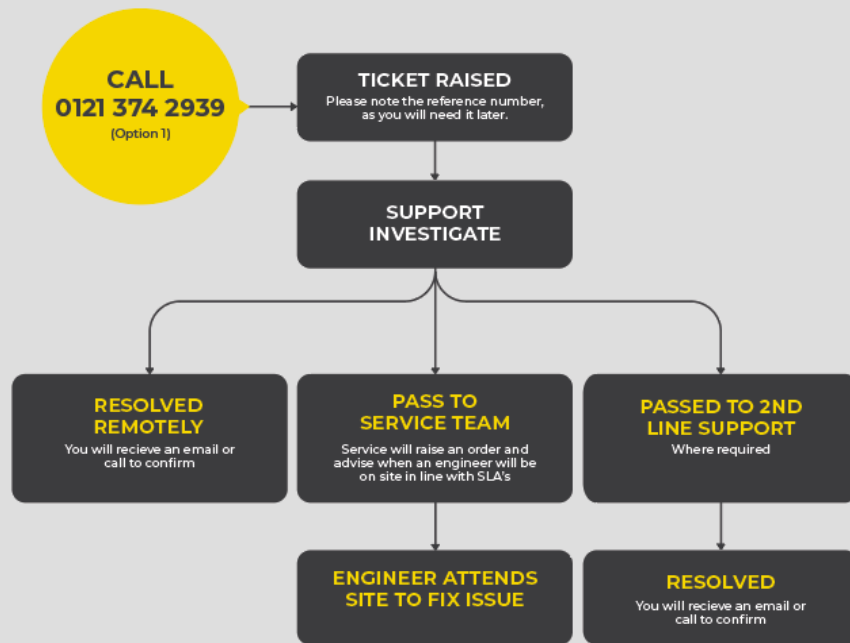 CALL
0121 374 2939
(Option 1)
TICKET RAISED
Please note the reference number,
as you will need it later.
SUPPORT
INVESTIGATE
RESOLVED
REMOTELY
You will recieve an email or
call to confirm
PASS TO
SERVICE TEAM
Service will raise an order and
advise when an engineer will be
on site in line with SLA's
PASSED TO 2ND
LINE SUPPORT
Where required
ENGINEER ATTENDS
SITE TO FIX ISSUE
RESOLVED
You will recieve an email or
call to confirm